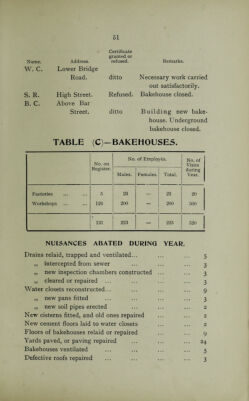 51
Certificate
granted or
Name. Address. refused. Remarks.
W. C. Lower Bridge
Road. ditto Necessary work carried
out satisfactorily.
S. R. High Street. Refused. Bakehouse closed.
B. C. Above Bar
Street. ditto Building new bake-
house. Underground
bakehouse closed.
TABLE (C)—BAKEHOUSES.
No. on Register. No. of Employés. No. of Visits during Year.
Males. Females. Total.
Factories ... ... 5 23 — 23 20
Workshops ... ... 126 200 — 200 300
131 223 — 223 320
NUISANCES ABATED DURING YEAR.
Drains relaid, trapped and ventilated... ... ... 5
„ intercepted from sewer ... ... 3
„ new inspection chambers constructed ... ... 3
„ cleared or repaired ... ... ... 3
Water closets reconstructed... ... ... ... 9
„ new pans fitted ... ... ... 3
„ new soil pipes erected ... ... ... 2
New cisterns fitted, and old ones repaired ... ... 2
New cement floors laid to water closets ... ... 2
Floors of bakehouses relaid or repaired ... ... 9
Yards paved, or paving repaired ... ... ... 24
Bakehouses ventilated ... ... ... 5
Defective roofs repaired ... ... ... 3